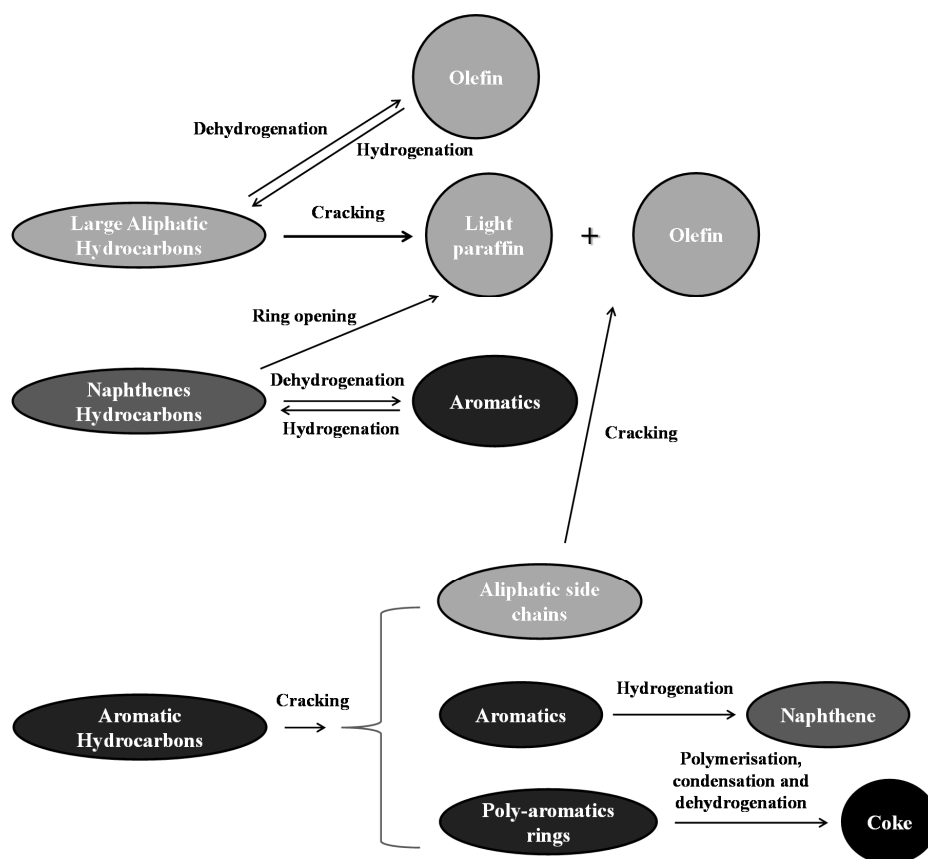 Olefin
Dehydrogenation
Hydrogenation
Large Aliphatic
Hydrocarbons
Cracking
Light
paraffin
+
Olefin
Ring opening
Naphthenes
Hydrocarbons
Dehydrogenation
Hydrogenation
Aromatics
Cracking
Aliphatic side
chains
Aromatic
Hydrocarbons
Cracking
Aromatics
Hydrogenation
Naphthene
Poly-aromatics
rings
Polymerisation,
condensation and
dehydrogenation
Coke